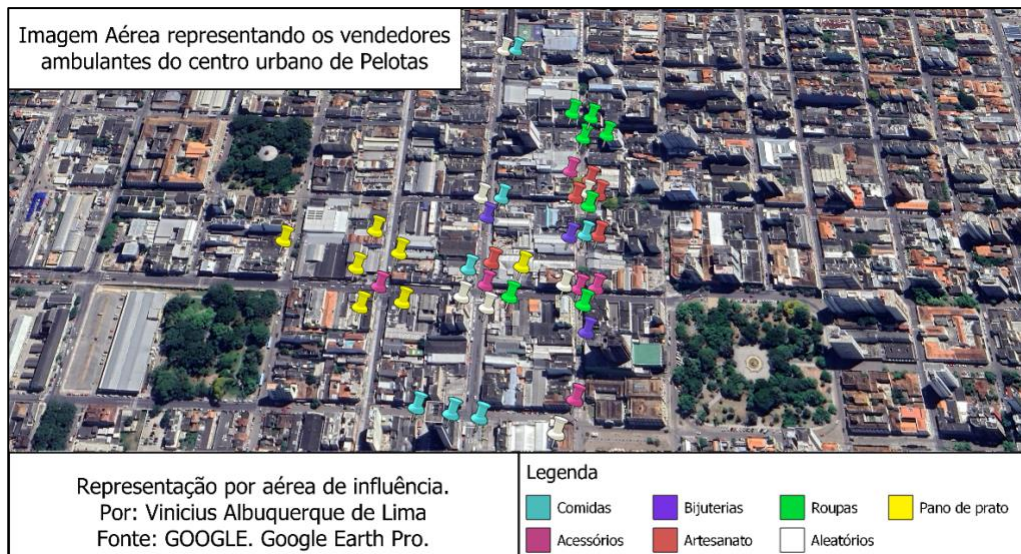 Imagem Aérea representando os vendedores
ambulantes do centro urbano de Pelotas
Representação por aérea de influência.
Por: Vinicius Albuquerque de Lima
Fonte: GOOGLE. Google Earth Pro.
Legenda
Comidas
Bijuterias
Roupas
Pano de prato
Acessórios
Artesanato
Aleatórios